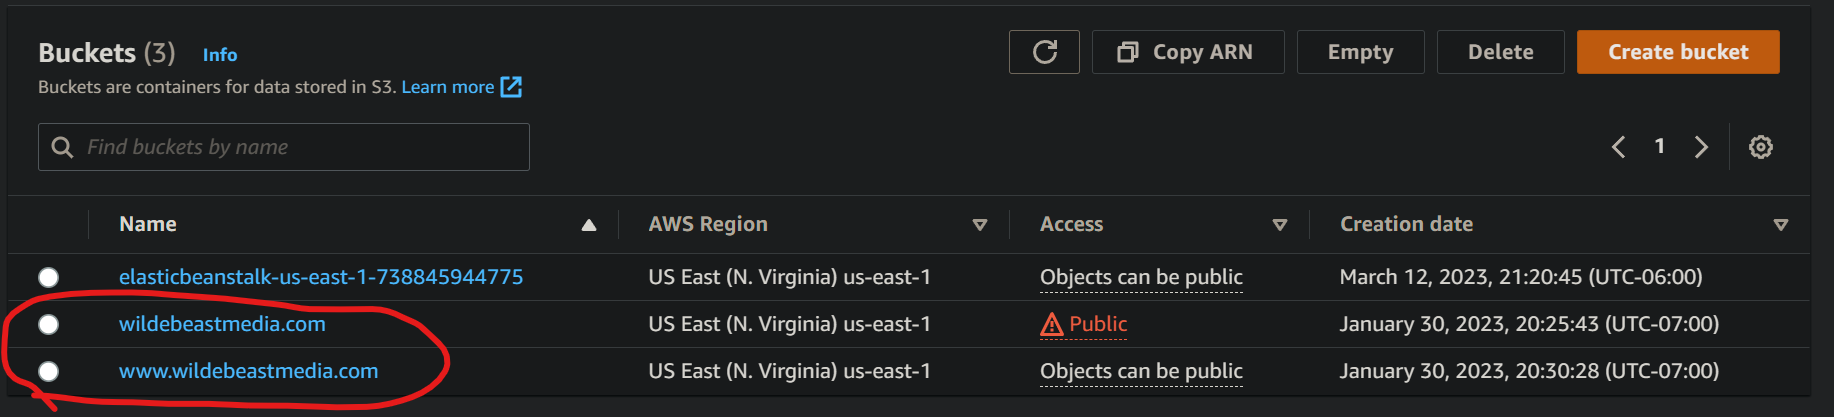 Buckets (3) Info
Copy ARN Empty Delete Create bucket
Buckets are containers for data stored in S3. Learn more
Find buckets by name
1
Name AWS Region Access Creation date
elasticbeanstalk-us-east-1-738845944775 US East (N. Virginia) us-east-1 Objects can be public March 12, 2023, 21:20:45 (UTC-06:00)
wildebeastmedia.com US East (N. Virginia) us-east-1 Public January 30, 2023, 20:25:43 (UTC-07:00)
www.wildebeastmedia.com US East (N. Virginia) us-east-1 Objects can be public January 30, 2023, 20:30:28 (UTC-07:00)